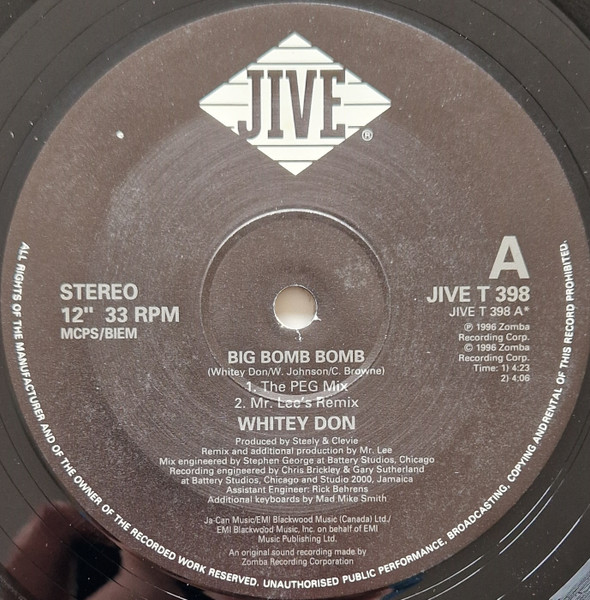 JIVE
®
A
JIVE T 398
JIVE T 398 A*
℗ 1996 Zomba
Recording Corp.
© 1996 Zomba
Recording Corp.
Time: 1) 4:23
2) 4:06
STEREO
12" 33 RPM
MCPS/BIEM
BIG BOMB BOMB
(Whitey Don/W. Johnson/C. Browne)
1. The PEG Mix
2. Mr. Lee's Remix
WHITEY DON
Produced by Steely & Clevie
Remix and additional production by Mr. Lee
Mix engineered by Stephen George at Battery Studios, Chicago
Recording engineered by Chris Brickley & Gary Sutherland
at Battery Studios, Chicago and Studio 2000, Jamaica
Assistant Engineer: Rick Behrens
Additional keyboards by Mad Mike Smith
Ja-Can Music/EMI Blackwood Music (Canada) Ltd./
EMI Blackwood Music, Inc. on behalf of EMI
Music Publishing Ltd.
An original sound recording made by
Zomba Recording Corporation
ALL RIGHTS OF THE MANUFACTURER AND OF THE OWNER OF THE RECORDED WORK RESERVED. UNAUTHORISED PUBLIC PERFORMANCE, BROADCASTING, COPYING AND RENTAL OF THIS RECORD PROHIBITED.